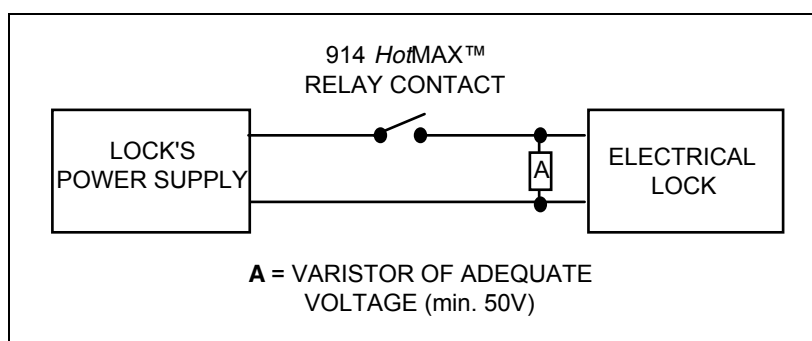 914 HotMAX™
RELAY CONTACT
LOCK'S
POWER SUPPLY
A
ELECTRICAL
LOCK
A = VARISTOR OF ADEQUATE
VOLTAGE (min. 50V)